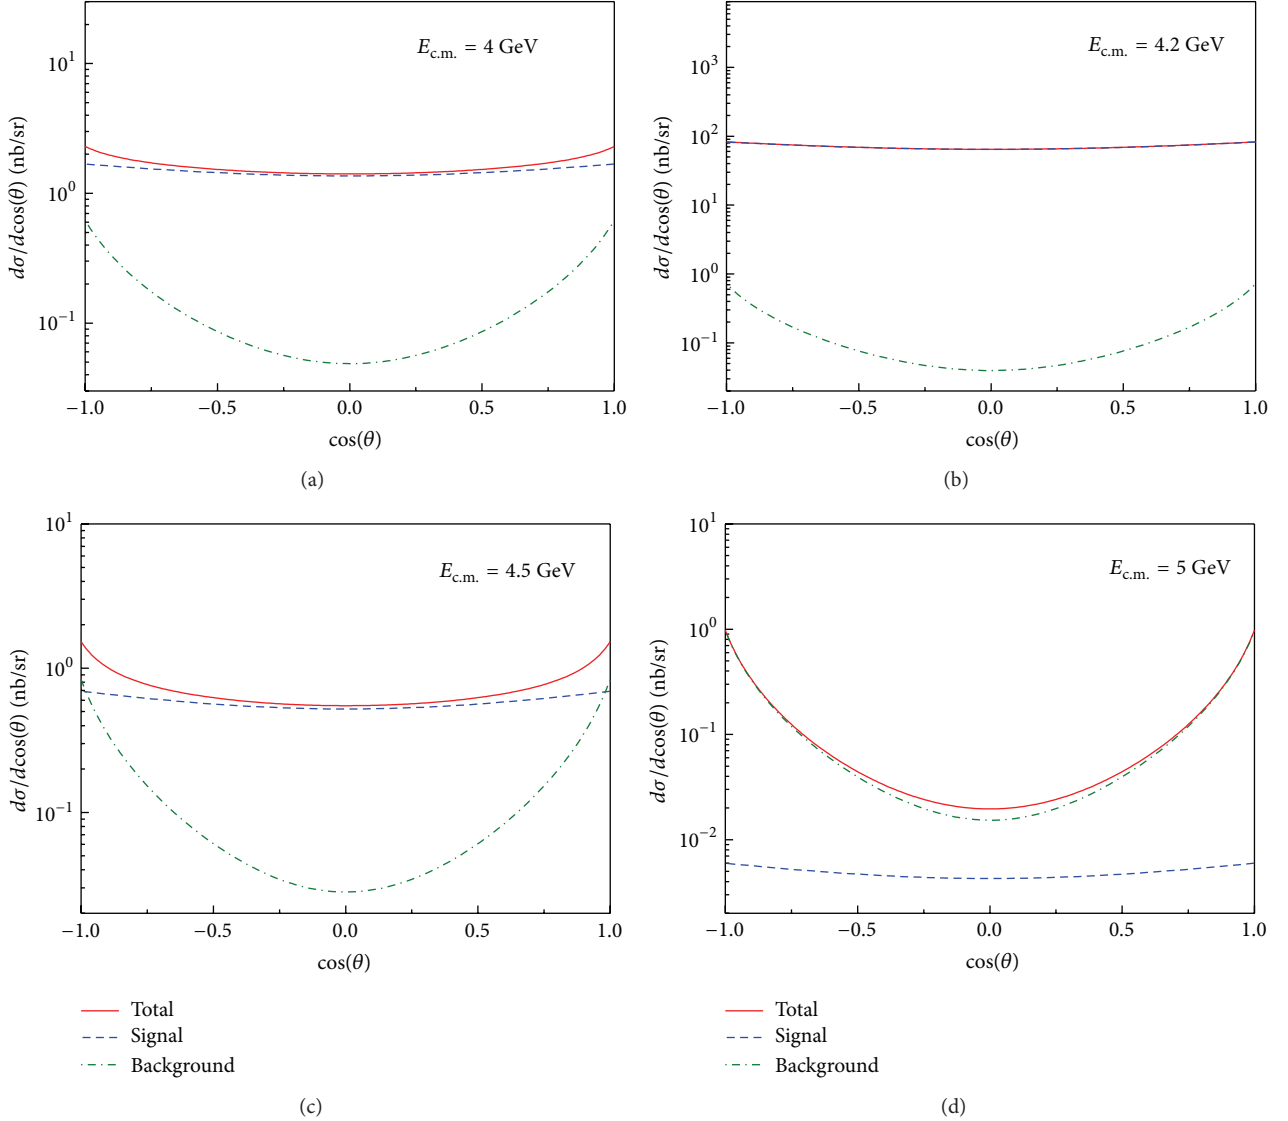 E_c.m. = 4 GeV
dσ/dcos(θ) (nb/sr)
10^1
10^0
10^−1
−1.0 −0.5 0.0 0.5 1.0
cos(θ)
(a)
E_c.m. = 4.2 GeV
dσ/dcos(θ) (nb/sr)
10^3
10^2
10^1
10^0
10^−1
−1.0 −0.5 0.0 0.5 1.0
cos(θ)
(b)
E_c.m. = 4.5 GeV
dσ/dcos(θ) (nb/sr)
10^1
10^0
10^−1
−1.0 −0.5 0.0 0.5 1.0
cos(θ)
Total
Signal
Background
(c)
E_c.m. = 5 GeV
dσ/dcos(θ) (nb/sr)
10^1
10^0
10^−1
10^−2
−1.0 −0.5 0.0 0.5 1.0
cos(θ)
Total
Signal
Background
(d)